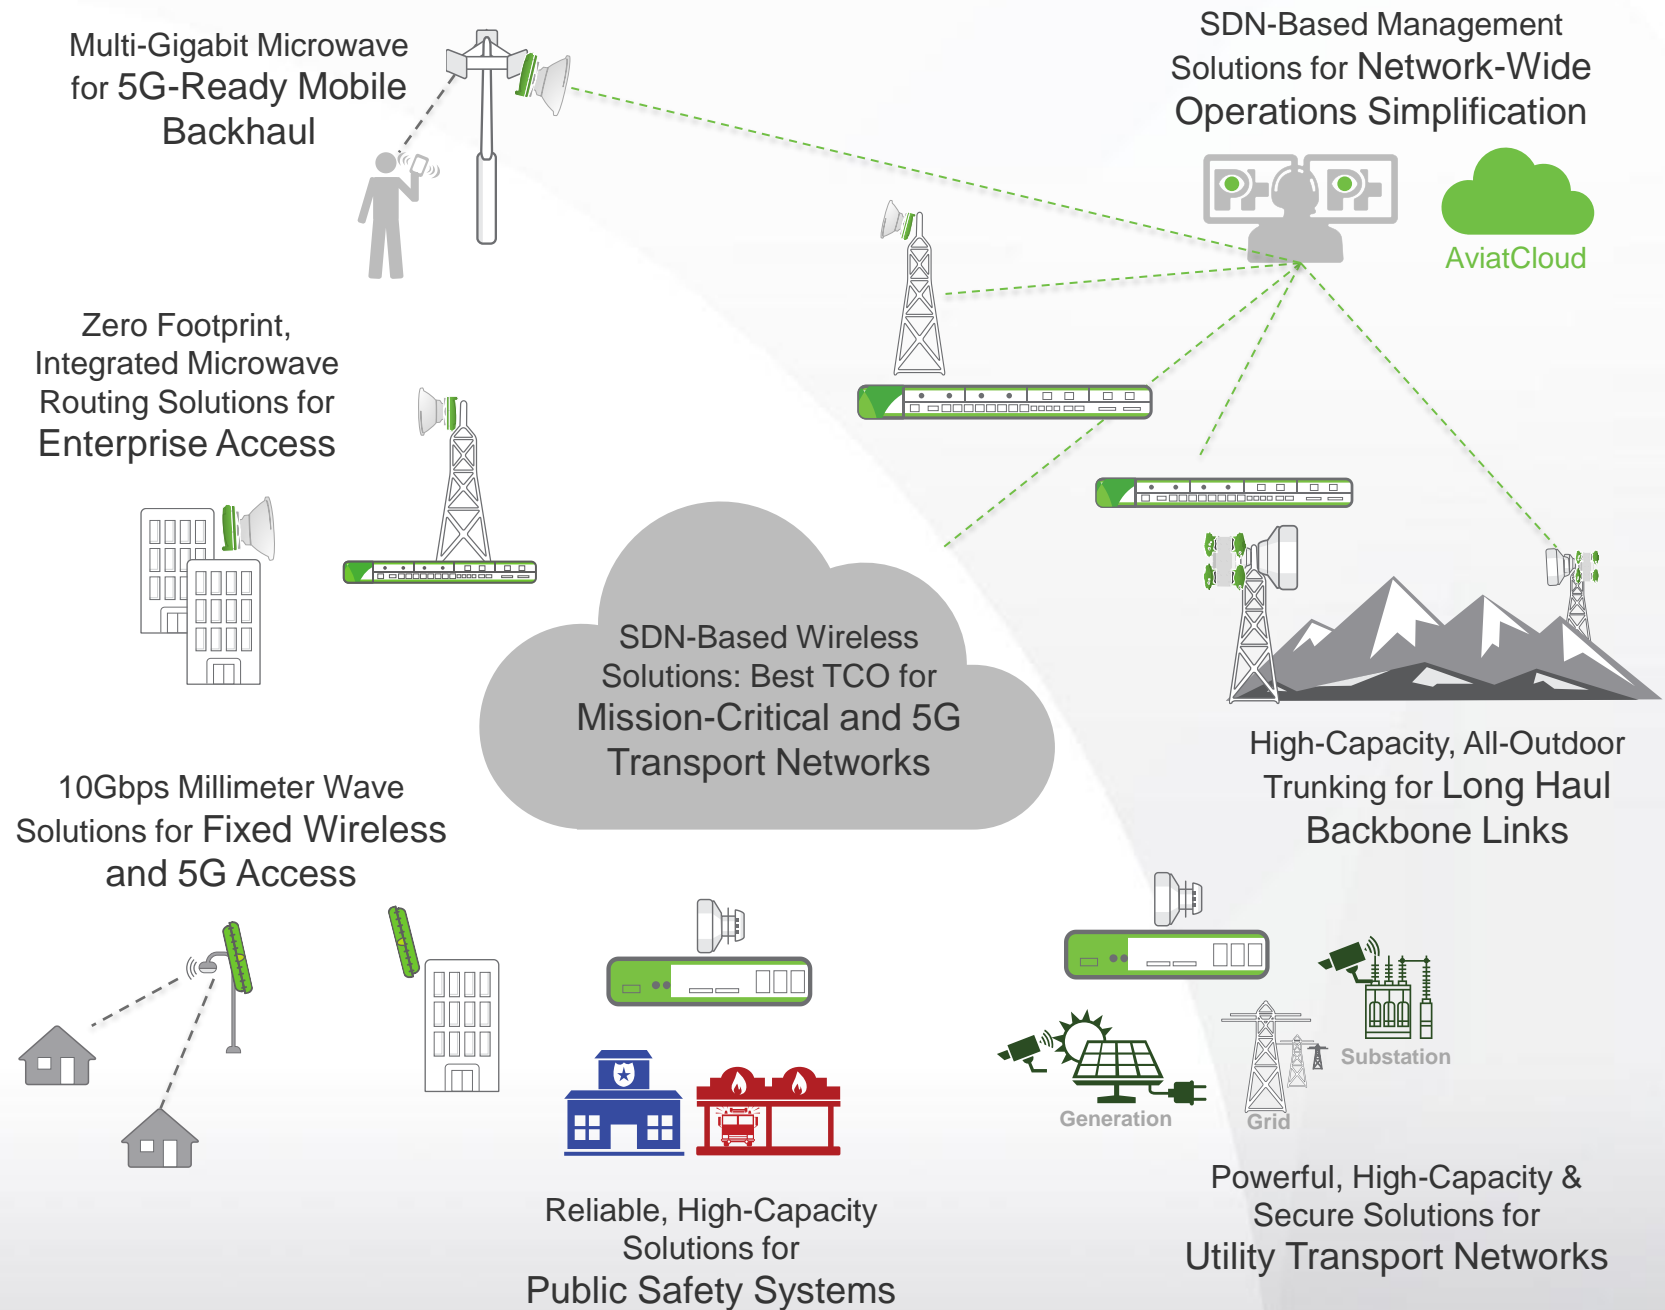 Multi-Gigabit Microwave
for 5G-Ready Mobile
Backhaul
SDN-Based Management
Solutions for Network-Wide
Operations Simplification
AviatCloud
Zero Footprint,
Integrated Microwave
Routing Solutions for
Enterprise Access
SDN-Based Wireless
Solutions: Best TCO for
Mission-Critical and 5G
Transport Networks
High-Capacity, All-Outdoor
Trunking for Long Haul
Backbone Links
10Gbps Millimeter Wave
Solutions for Fixed Wireless
and 5G Access
Reliable, High-Capacity
Solutions for
Public Safety Systems
Generation
Grid
Substation
Powerful, High-Capacity &
Secure Solutions for
Utility Transport Networks